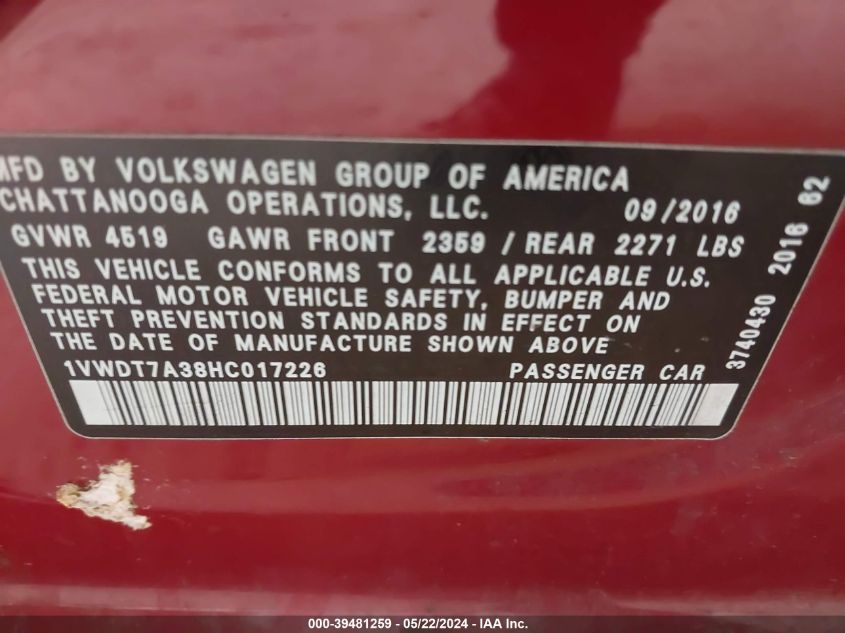 MFD BY VOLKSWAGEN GROUP OF AMERICA
CHATTANOOGA OPERATIONS, LLC. 09/2016
GVWR 4519 GAWR FRONT 2359 / REAR 2271 LBS
THIS VEHICLE CONFORMS TO ALL APPLICABLE U.S.
FEDERAL MOTOR VEHICLE SAFETY, BUMPER AND
THEFT PREVENTION STANDARDS IN EFFECT ON
THE DATE OF MANUFACTURE SHOWN ABOVE
1VWDT7A38HC017226 PASSENGER CAR
3740430 2016 62
000-39481259 - 05/22/2024 - IAA Inc.